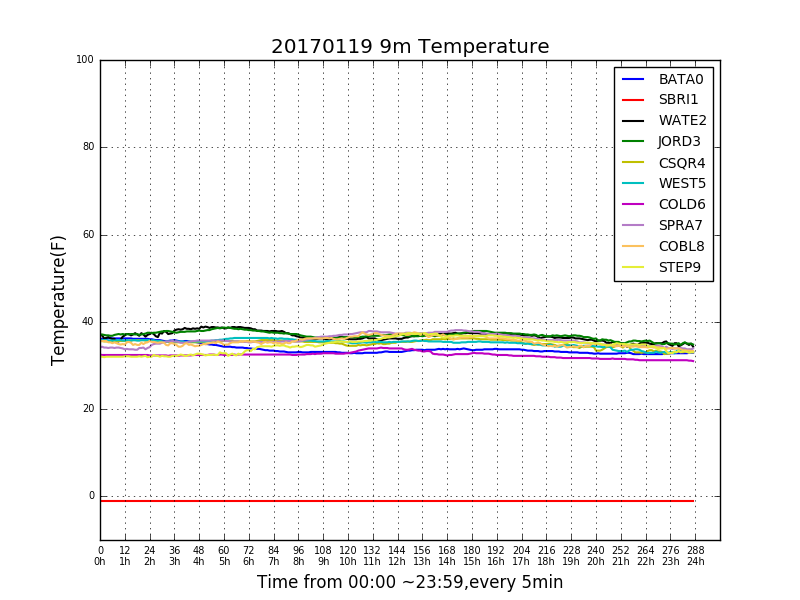 20170119 9m Temperature
100
80
60
40
20
0
Temperature(F)
BATA0
SBRI1
WATE2
JORD3
CSQR4
WEST5
COLD6
SPRA7
COBL8
STEP9
0 12 24 36 48 60 72 84 96 108 120 132 144 156 168 180 192 204 216 228 240 252 264 276 288
0h 1h 2h 3h 4h 5h 6h 7h 8h 9h 10h 11h 12h 13h 14h 15h 16h 17h 18h 19h 20h 21h 22h 23h 24h
Time from 00:00 ~23:59,every 5min